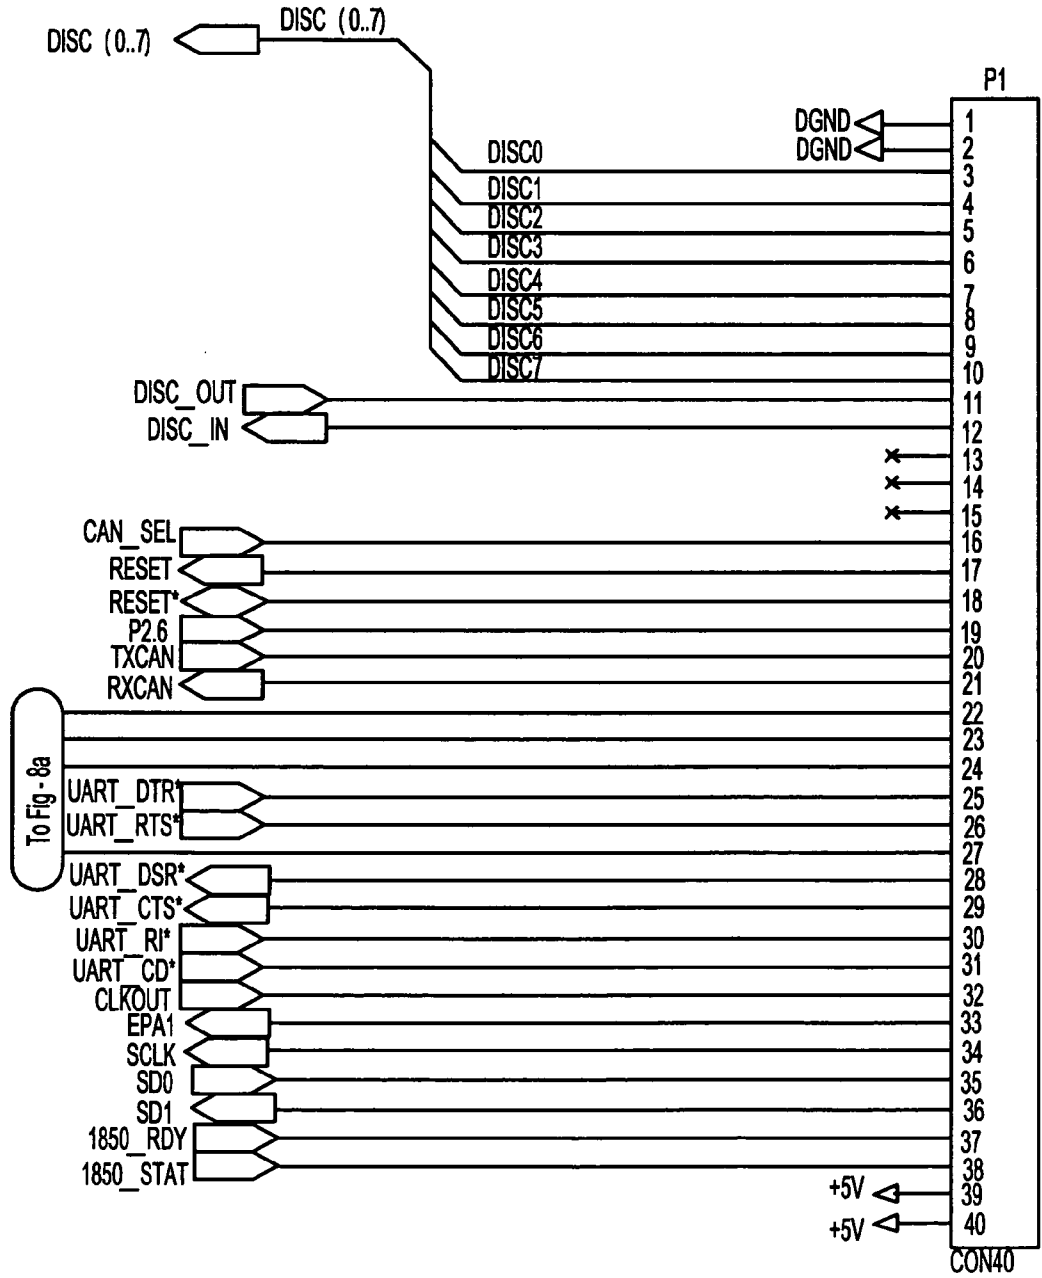 DISC (0..7)
DISC (0..7)
P1
DGND 1
DGND 2
DISC0 3
DISC1 4
DISC2 5
DISC3 6
DISC4 7
DISC5 8
DISC6 9
DISC7 10
DISC_OUT 11
DISC_IN 12
13
14
15
CAN_SEL 16
RESET 17
RESET* 18
P2.6 19
TXCAN 20
RXCAN 21
22
23
24
To Fig - 8a
UART_DTR* 25
UART_RTS* 26
27
UART_DSR* 28
UART_CTS* 29
UART_RI* 30
UART_CD* 31
CLKOUT 32
EPA1 33
SCLK 34
SD0 35
SD1 36
1850_RDY 37
1850_STAT 38
+5V 39
+5V 40
CON40